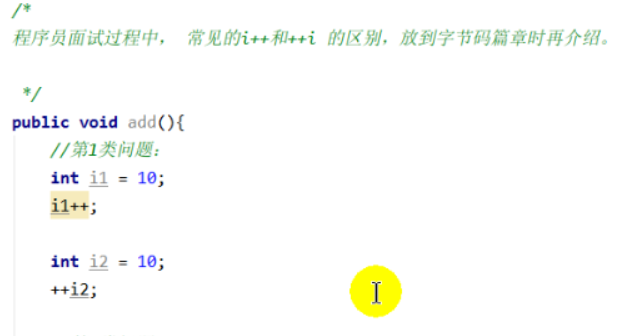 /*
程序员面试过程中, 常见的i++和++i 的区别，放到字节码篇章时再介绍。
*/
public void add(){
//第1类问题：
int i1 = 10;
i1++;
int i2 = 10;
++i2;